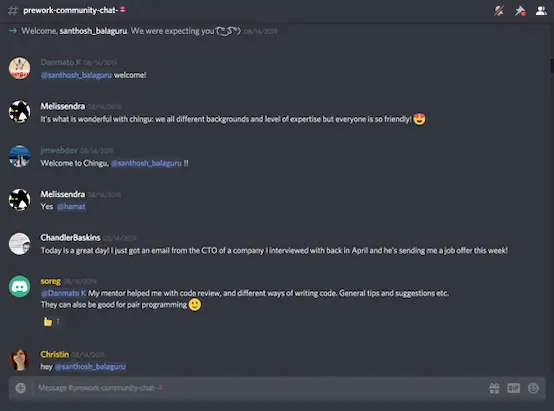 # prework-community-chat-
Welcome, santhosh_balaguru. We were expecting you ( ͡° ͜ʖ ͡°) 08/14/2019
Danmato K 08/14/2019
@santhosh_balaguru welcome!
Melissendra 08/14/2019
It's what is wonderful with chingu: we all different backgrounds and level of expertise but everyone is so friendly! 😍
jmwebdev 08/14/2019
Welcome to Chingu, @santhosh_balaguru !!
Melissendra 08/14/2019
Yes @hamat
ChandlerBaskins 08/14/2019
Today is a great day! I just got an email from the CTO of a company I interviewed with back in April and he's sending me a job offer this week!
soreg 08/14/2019
@Danmato K My mentor helped me with code review, and different ways of writing code. General tips and suggestions etc.
They can also be good for pair programming 🙂
👍 1
Christin 08/14/2019
hey @santhosh_balaguru
Message #prework-community-chat-
GIF